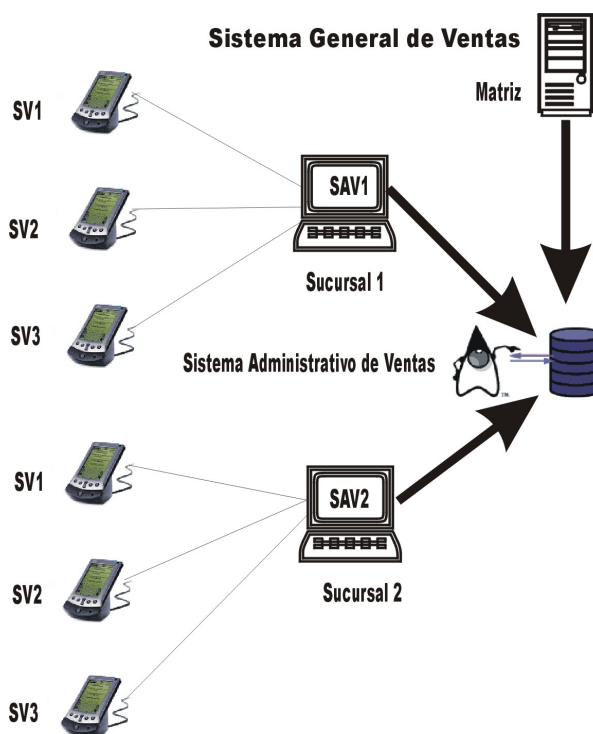 Sistema General de Ventas
Matriz
SV1
SAV1
SV2
Sucursal 1
SV3
Sistema Administrativo de Ventas
TM
SV1
SAV2
SV2
Sucursal 2
SV3